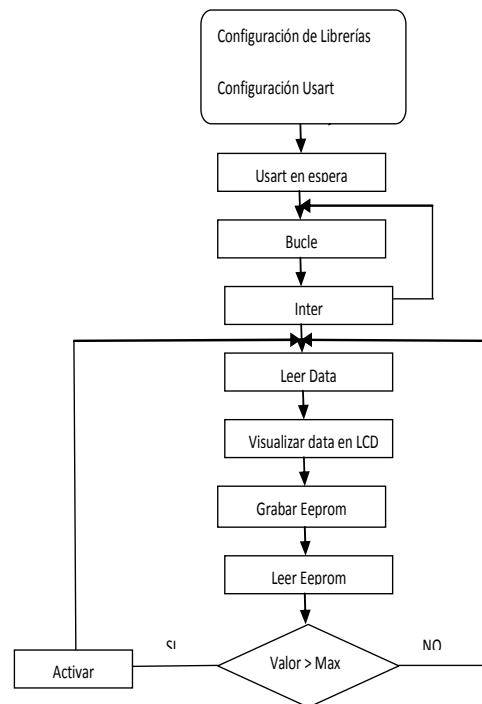 Configuración de Librerías
Configuración Usart
Usart en espera
Bucle
Inter
Leer Data
Visualizar data en LCD
Grabar Eeprom
Leer Eeprom
SI
Valor > Max
NO
Activar